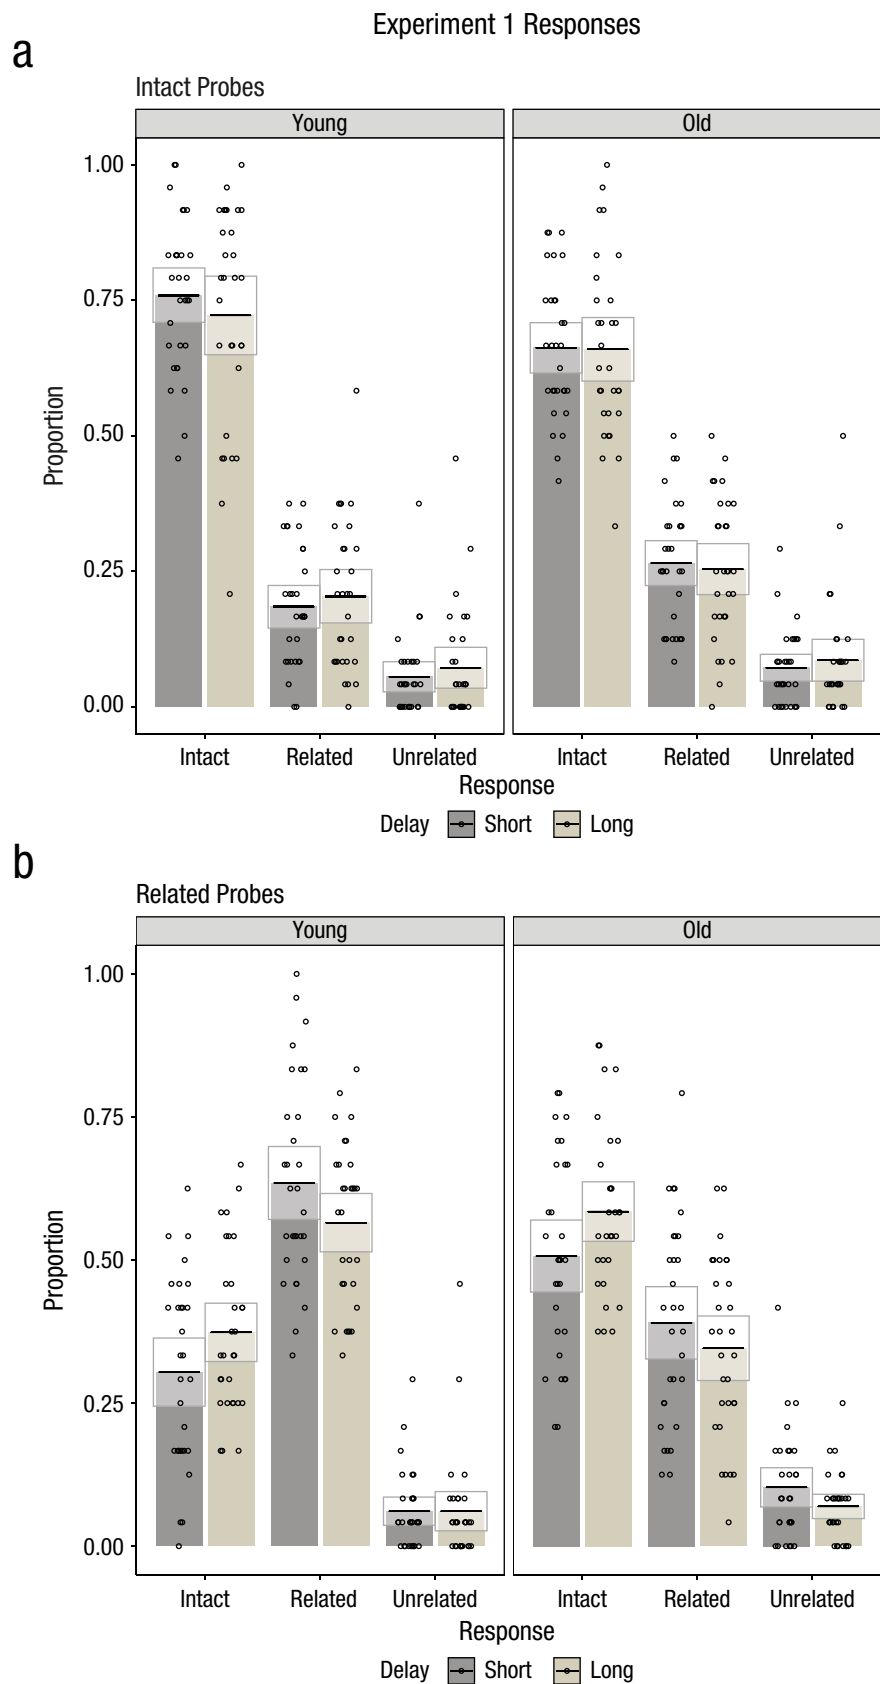 Experiment 1 Responses
a
Intact Probes
Young
Old
1.00
0.75
0.50
0.25
0.00
Proportion
Intact
Related
Unrelated
Intact
Related
Unrelated
Response
Delay Short Long
b
Related Probes
Young
Old
1.00
0.75
0.50
0.25
0.00
Proportion
Intact
Related
Unrelated
Intact
Related
Unrelated
Response
Delay Short Long